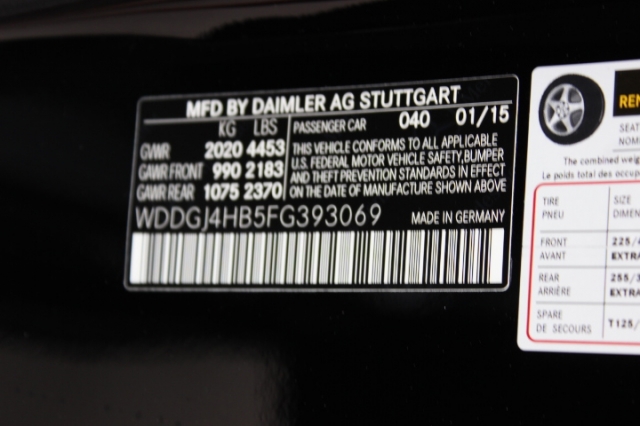 MFD BY DAIMLER AG STUTTGART
KG LBS PASSENGER CAR 040 01/15
GVWR 2020 4453
GAWR FRONT 990 2183
GAWR REAR 1075 2370
THIS VEHICLE CONFORMS TO ALL APPLICABLE
U.S. FEDERAL MOTOR VEHICLE SAFETY, BUMPER
AND THEFT PREVENTION STANDARDS IN EFFECT
ON THE DATE OF MANUFACTURE SHOWN ABOVE
WDDGJ4HB5FG393069 MADE IN GERMANY
REN
SEAT
NOM
The combined weig
Le poids total des occup
TIRE SIZE
PNEU DIMEN
FRONT 225/4
AVANT EXTRA
REAR 255/3
ARRIÈRE EXTRA
SPARE
DE SECOURS T125/